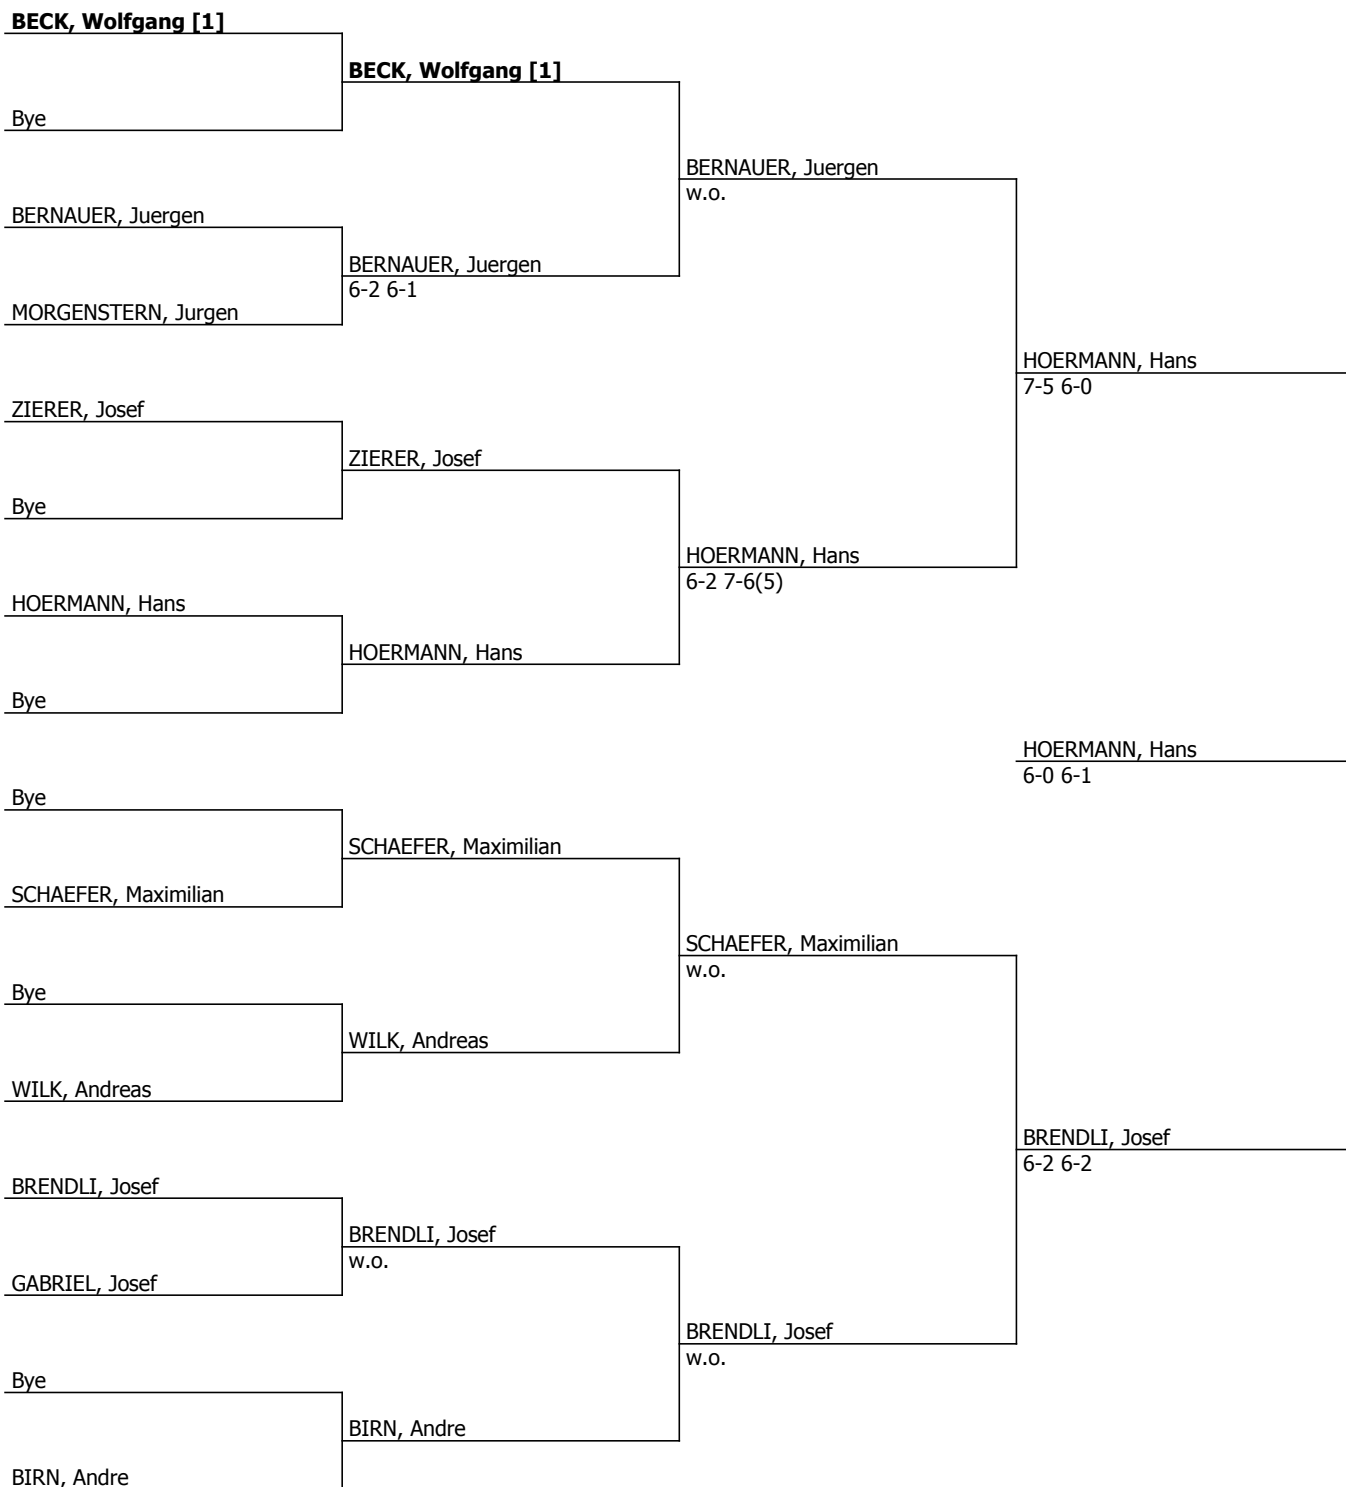 BECK, Wolfgang [1]
BECK, Wolfgang [1]
Bye
BERNAUER, Juergen
w.o.
BERNAUER, Juergen
BERNAUER, Juergen
6-2 6-1
MORGENSTERN, Jurgen
HOERMANN, Hans
7-5 6-0
ZIERER, Josef
ZIERER, Josef
Bye
HOERMANN, Hans
6-2 7-6(5)
HOERMANN, Hans
HOERMANN, Hans
Bye
HOERMANN, Hans
6-0 6-1
Bye
SCHAEFER, Maximilian
SCHAEFER, Maximilian
SCHAEFER, Maximilian
w.o.
Bye
WILK, Andreas
WILK, Andreas
BRENDLI, Josef
6-2 6-2
BRENDLI, Josef
BRENDLI, Josef
w.o.
GABRIEL, Josef
BRENDLI, Josef
w.o.
Bye
BIRN, Andre
BIRN, Andre